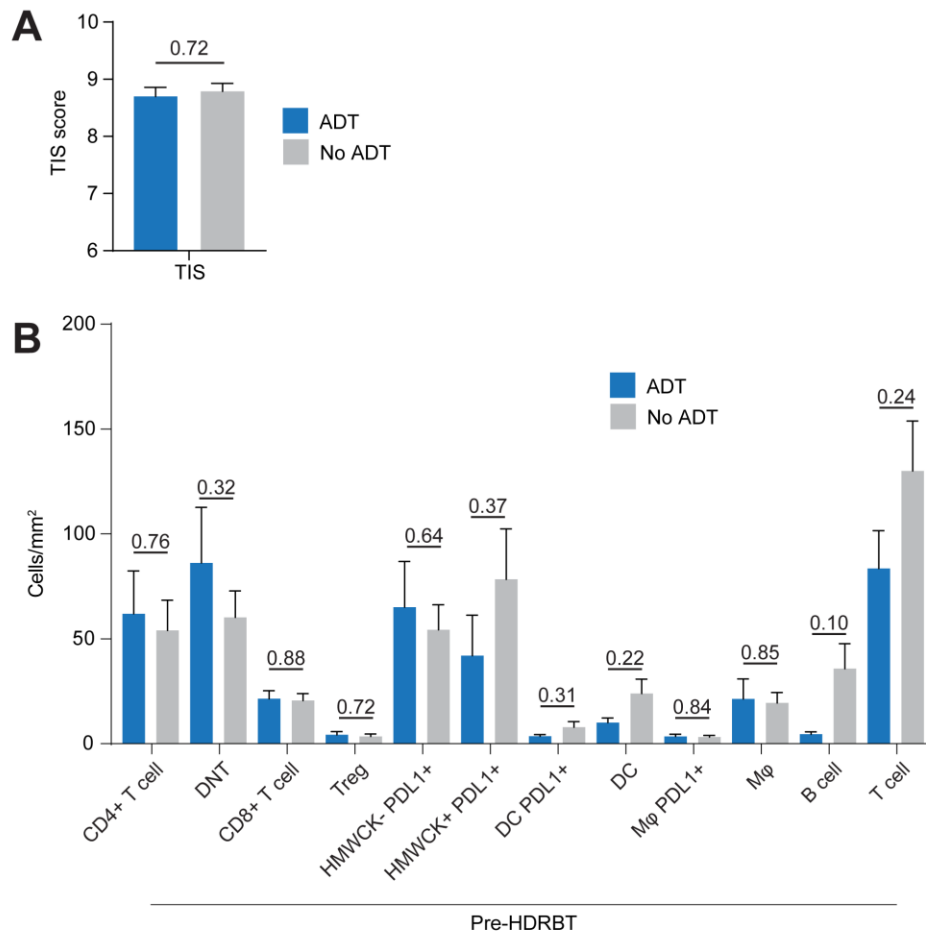 A
10
9
8
7
6
TIS score
0.72
TIS
ADT
No ADT
B
200
150
100
50
0
Cells/mm²
ADT
No ADT
0.76
0.32
0.88
0.72
0.64
0.37
0.31
0.22
0.84
0.85
0.10
0.24
CD4+ T cell
DNT
CD8+ T cell
Treg
HMWCK- PDL1+
HMWCK+ PDL1+
DC PDL1+
DC
Mφ PDL1+
Mφ
B cell
T cell
Pre-HDRBT